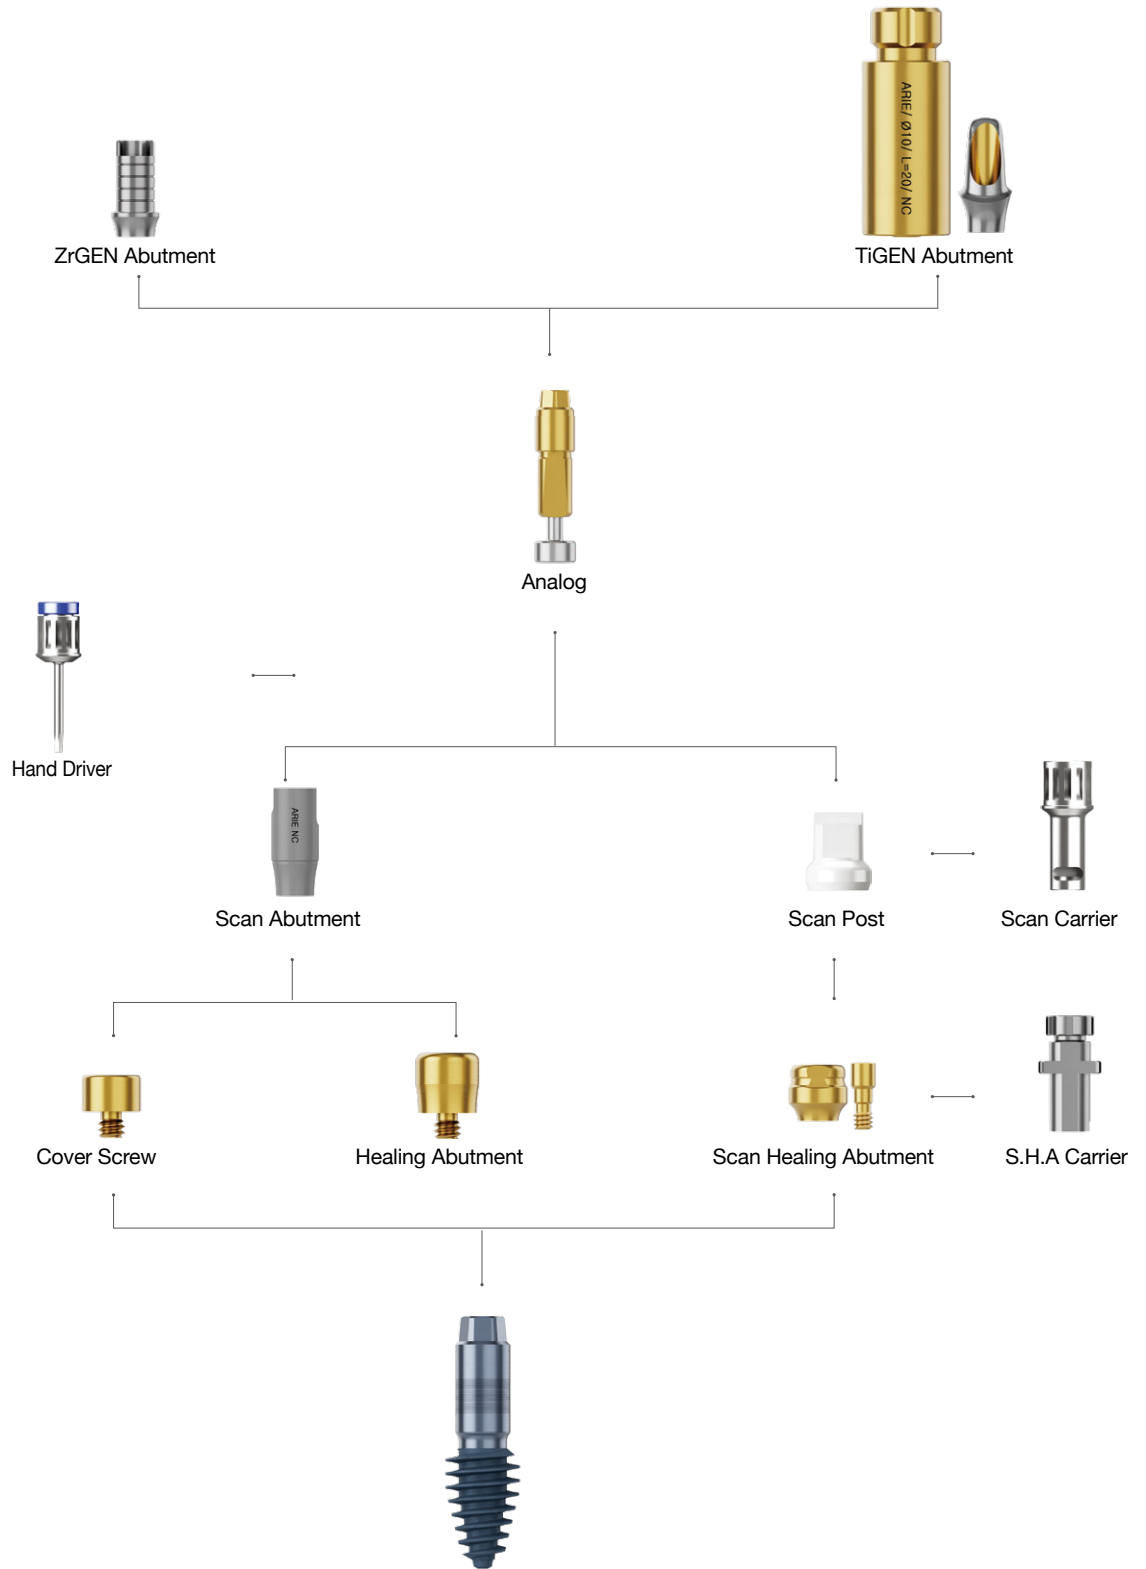 ARIE/ Ø10/ L=20/ NC
ZrGEN Abutment
TiGEN Abutment
Analog
Hand Driver
ARIE NC
Scan Abutment
Scan Post
Scan Carrier
Cover Screw
Healing Abutment
Scan Healing Abutment
S.H.A Carrier